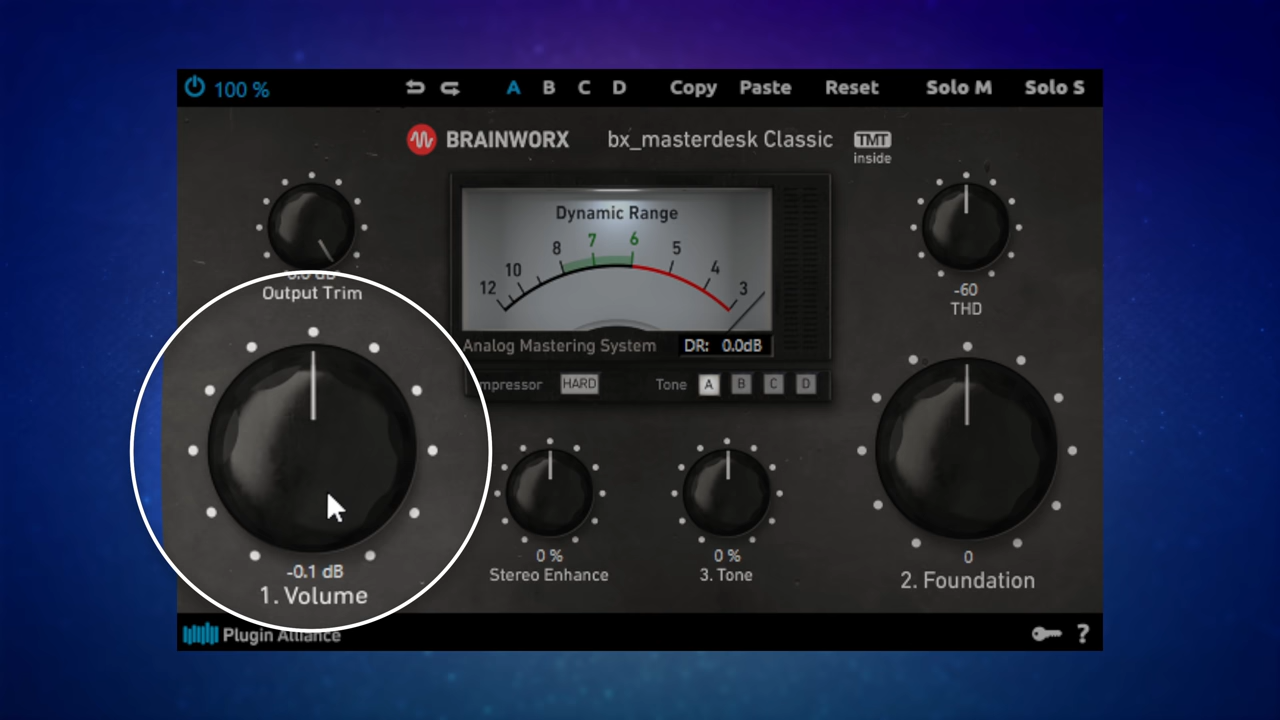 100 %
A B C D Copy Paste Reset Solo M Solo S
BRAINWORX bx_masterdesk Classic TMT
inside
Dynamic Range
12 10 8 7 6 5 4 3
Analog Mastering System DR: 0.0dB
HARD Tone A B C D
Output Trim
-60
THD
-0.1 dB
1. Volume
0 %
Stereo Enhance
0 %
3. Tone
0
2. Foundation
Plugin Alliance ?